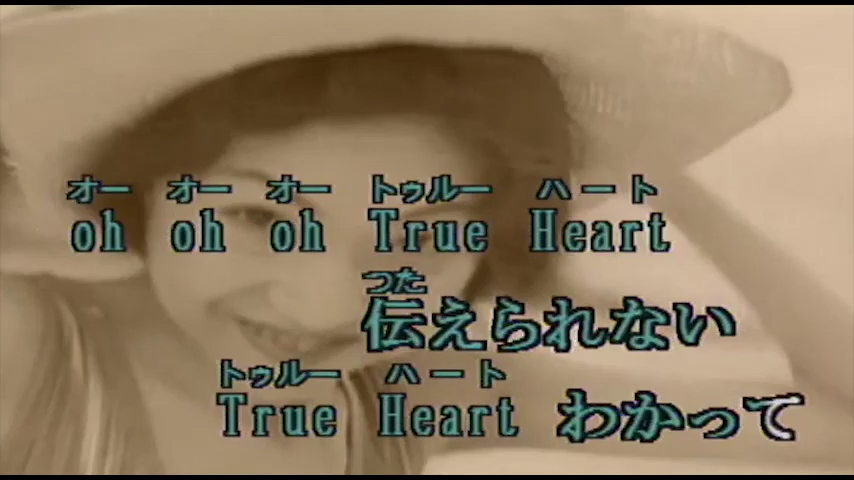 オー オー オー トゥルー ハート
oh oh oh True Heart
つた
伝えられない
トゥルー ハート
True Heart わかって